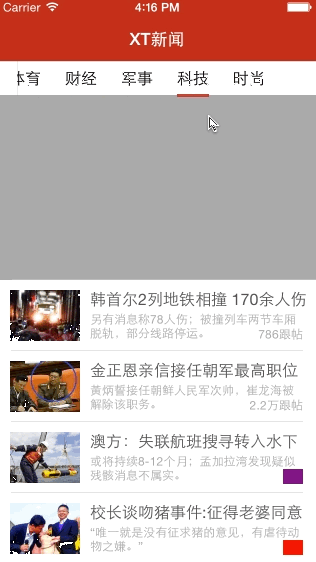 Carrier 4:16 PM
XT新闻
体育 财经 军事 科技 时尚
韩首尔2列地铁相撞 170余人伤
另有消息称78人伤；被撞列车两节车厢
脱轨，部分线路停运。 786跟帖
金正恩亲信接任朝军最高职位
黄炳誓接任朝鲜人民军次帅，崔龙海被
解除该职务。 2.2万跟帖
澳方：失联航班搜寻转入水下
或将持续8-12个月；孟加拉湾发现疑似
残骸消息不属实。
校长谈吻猪事件:征得老婆同意
“唯一就是没有征求猪的意见，有虐待动
物之嫌。”